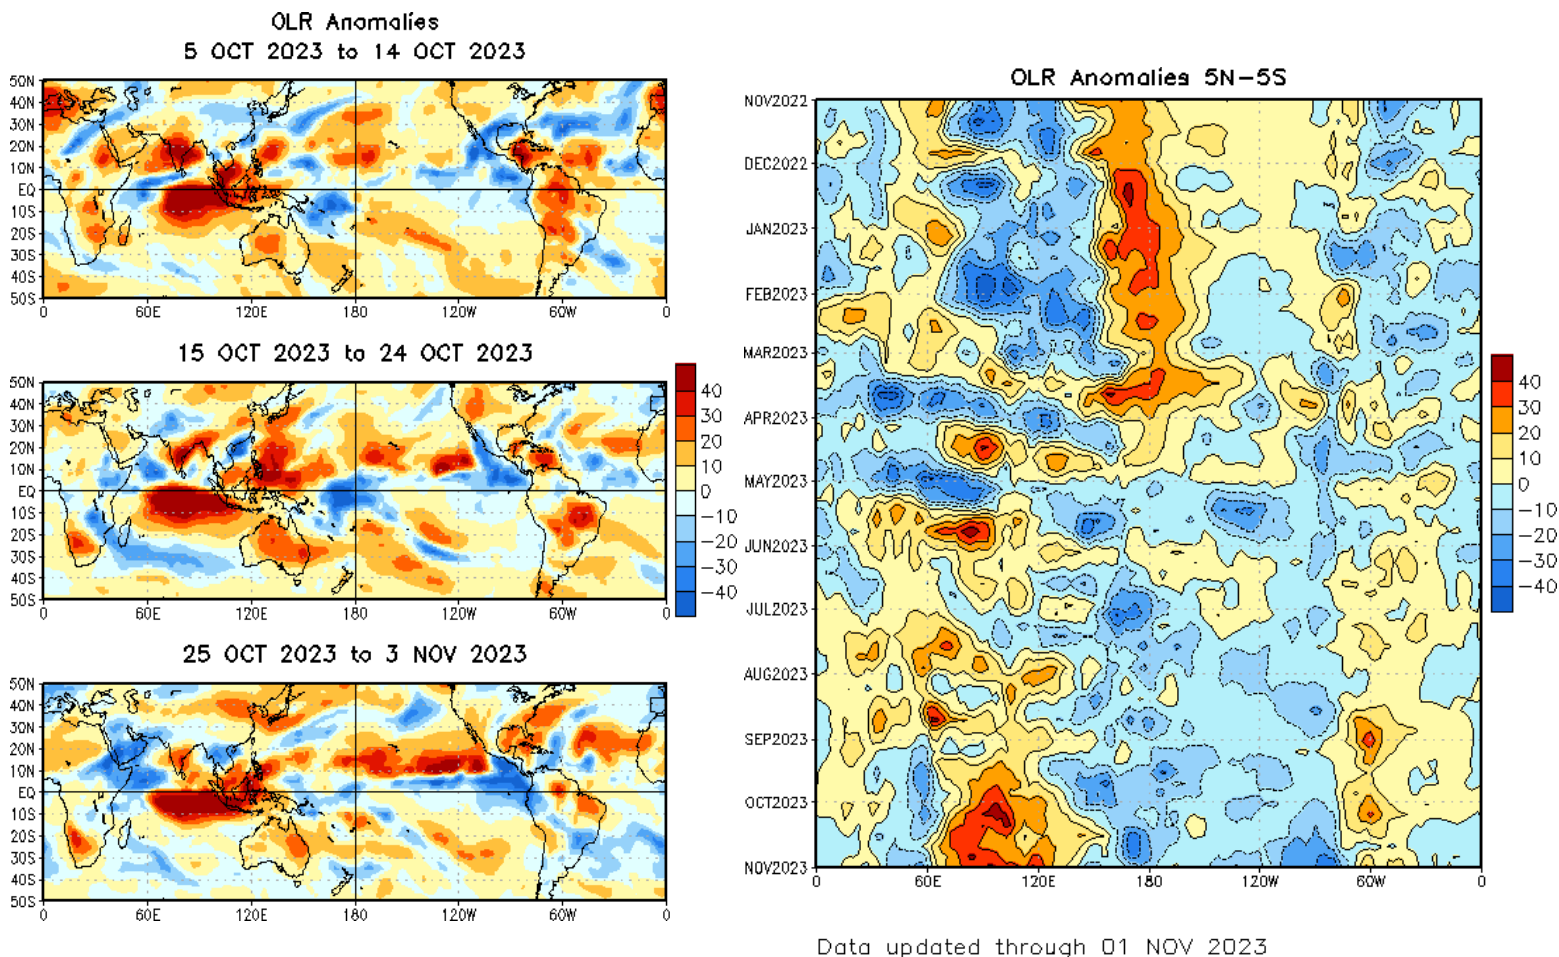 OLR Anomalies
5 OCT 2023 to 14 OCT 2023
50N
40N
30N
20N
10N
EQ
10S
20S
30S
40S
50S
0 60E 120E 180 120W 60W 0
15 OCT 2023 to 24 OCT 2023
50N
40N
30N
20N
10N
EQ
10S
20S
30S
40S
50S
0 60E 120E 180 120W 60W 0
40
30
20
10
0
-10
-20
-30
-40
25 OCT 2023 to 3 NOV 2023
50N
40N
30N
20N
10N
EQ
10S
20S
30S
40S
50S
0 60E 120E 180 120W 60W 0
OLR Anomalies 5N-5S
NOV2022
DEC2022
JAN2023
FEB2023
MAR2023
APR2023
MAY2023
JUN2023
JUL2023
AUG2023
SEP2023
OCT2023
NOV2023
0 60E 120E 180 120W 60W 0
40
30
20
10
0
-10
-20
-30
-40
Data updated through 01 NOV 2023